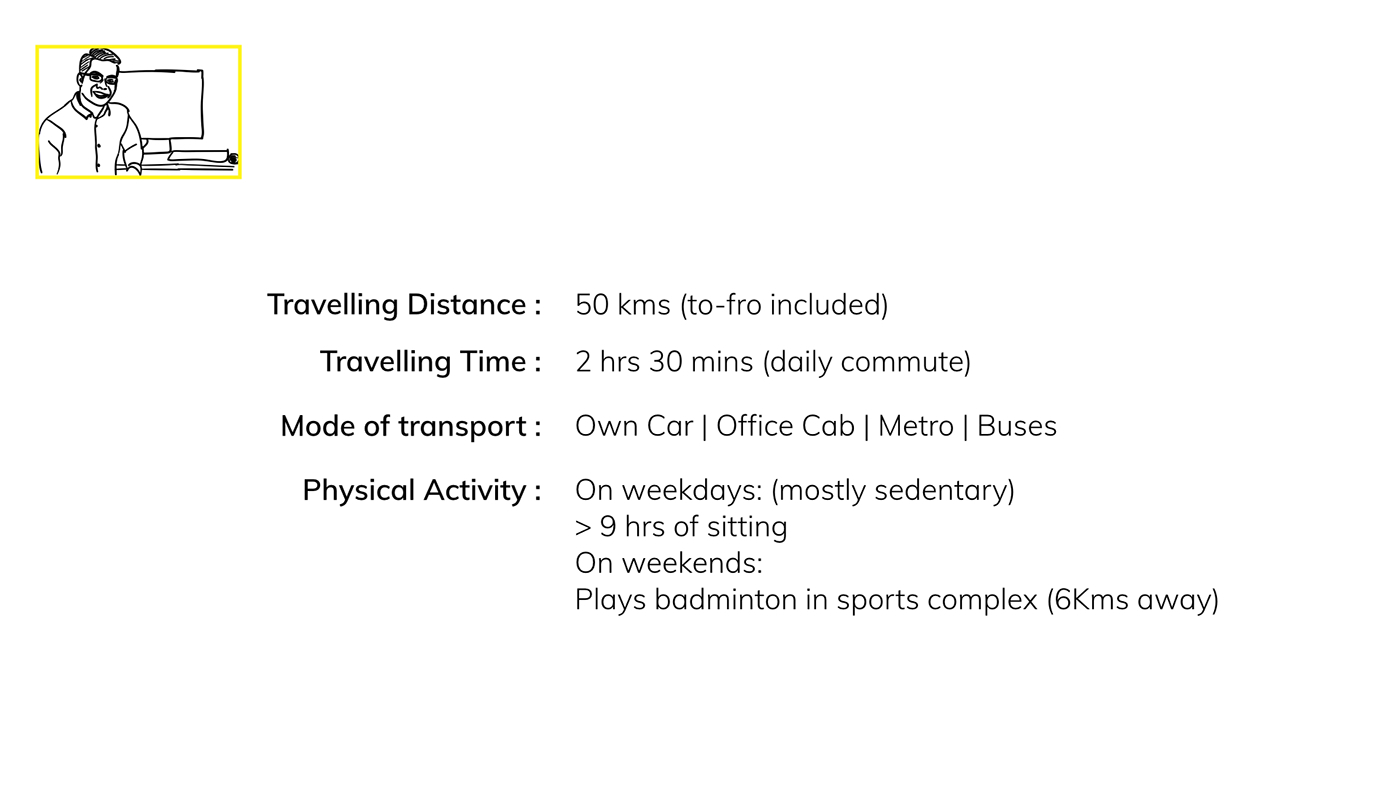 Travelling Distance : 50 kms (to-fro included)
Travelling Time : 2 hrs 30 mins (daily commute)
Mode of transport : Own Car | Office Cab | Metro | Buses
Physical Activity : On weekdays: (mostly sedentary)
> 9 hrs of sitting
On weekends:
Plays badminton in sports complex (6Kms away)